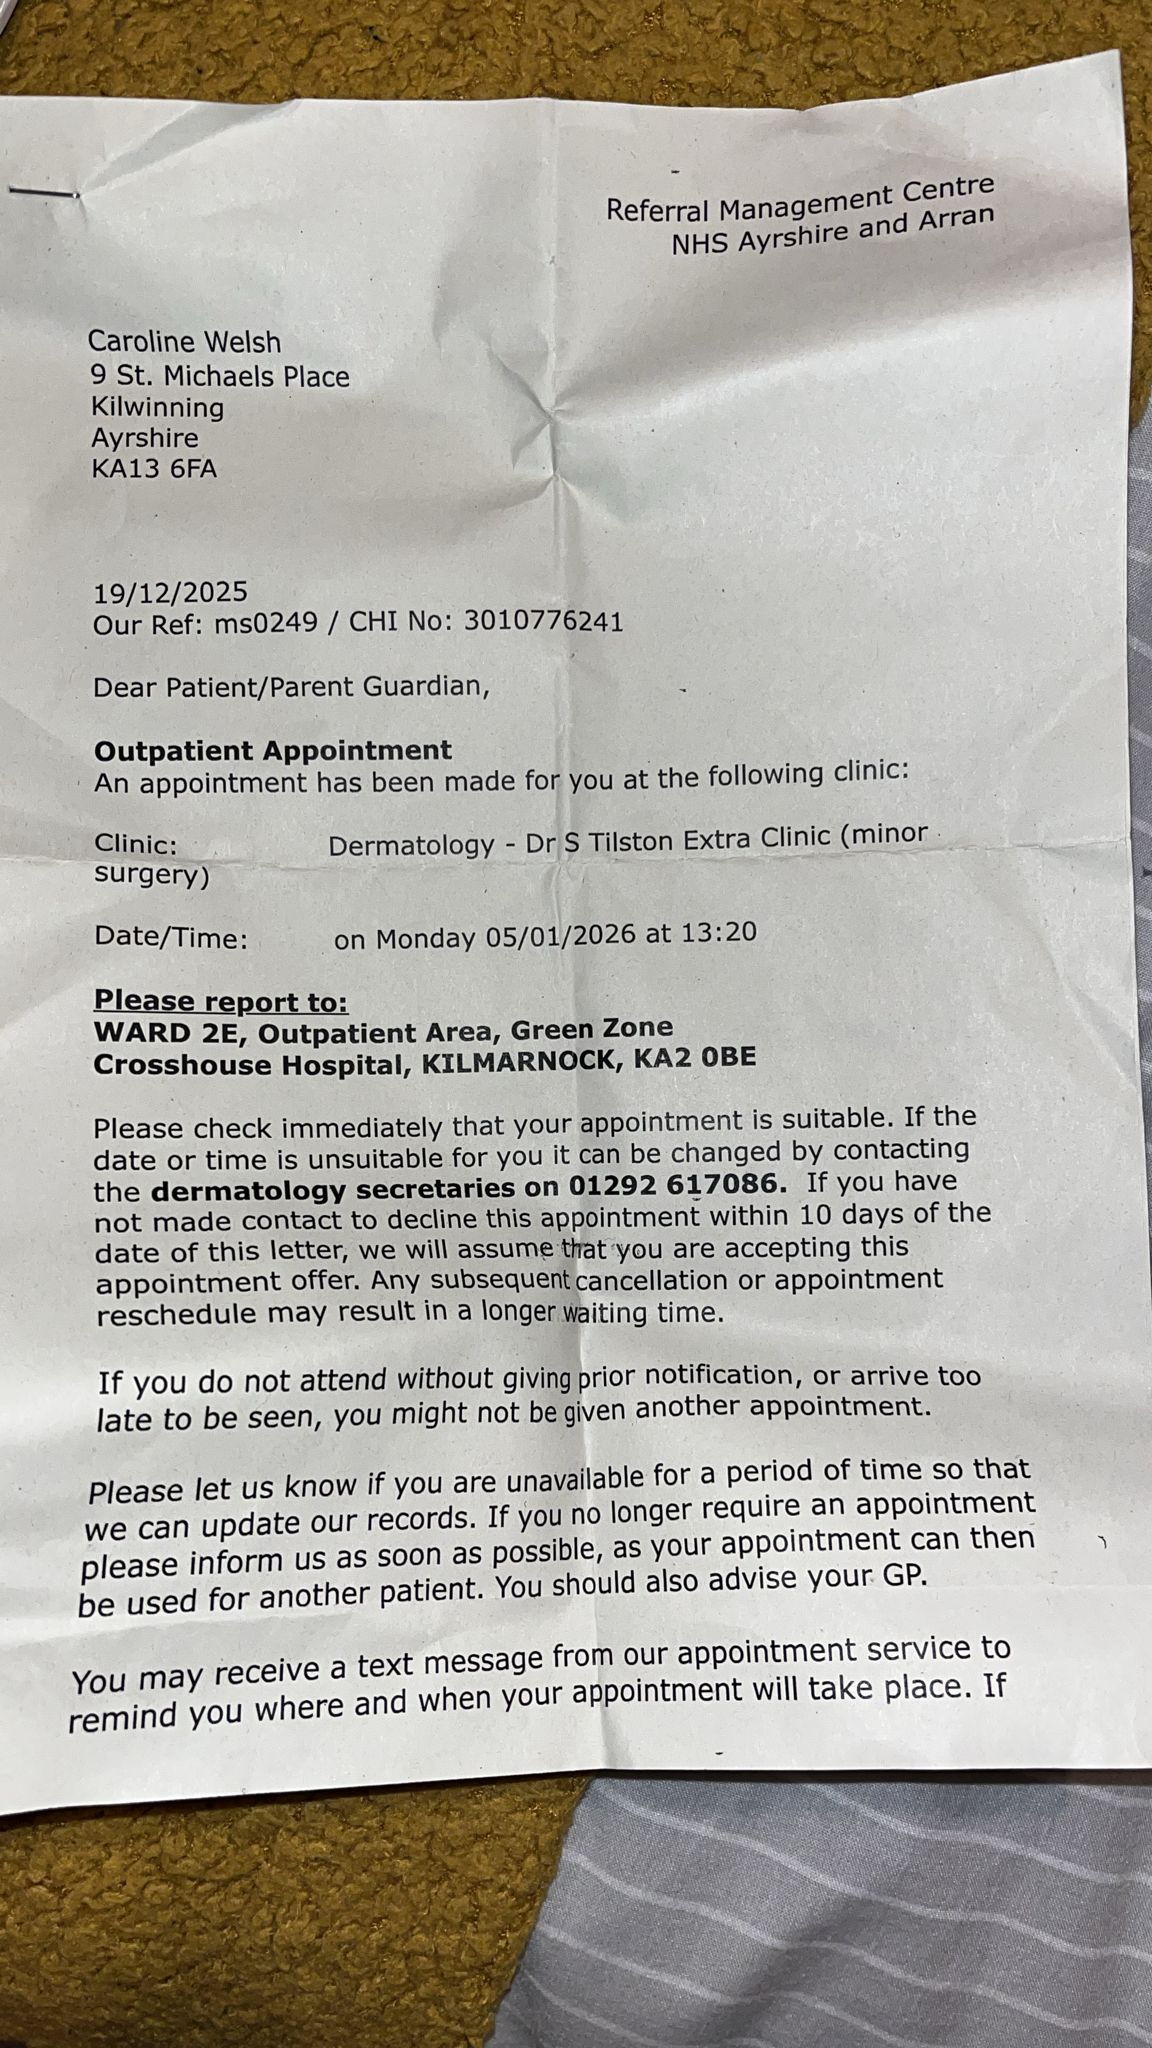 Referral Management Centre
NHS Ayrshire and Arran
Caroline Welsh
9 St. Michaels Place
Kilwinning
Ayrshire
KA13 6FA
19/12/2025
Our Ref: ms0249 / CHI No: 3010776241
Dear Patient/Parent Guardian,
Outpatient Appointment
An appointment has been made for you at the following clinic:
Clinic: Dermatology - Dr S Tilston Extra Clinic (minor
surgery)
Date/Time: on Monday 05/01/2026 at 13:20
Please report to:
WARD 2E, Outpatient Area, Green Zone
Crosshouse Hospital, KILMARNOCK, KA2 0BE
Please check immediately that your appointment is suitable. If the
date or time is unsuitable for you it can be changed by contacting
the dermatology secretaries on 01292 617086. If you have
not made contact to decline this appointment within 10 days of the
date of this letter, we will assume that you are accepting this
appointment offer. Any subsequent cancellation or appointment
reschedule may result in a longer waiting time.
If you do not attend without giving prior notification, or arrive too
late to be seen, you might not be given another appointment.
Please let us know if you are unavailable for a period of time so that
we can update our records. If you no longer require an appointment
please inform us as soon as possible, as your appointment can then
be used for another patient. You should also advise your GP.
You may receive a text message from our appointment service to
remind you where and when your appointment will take place. If